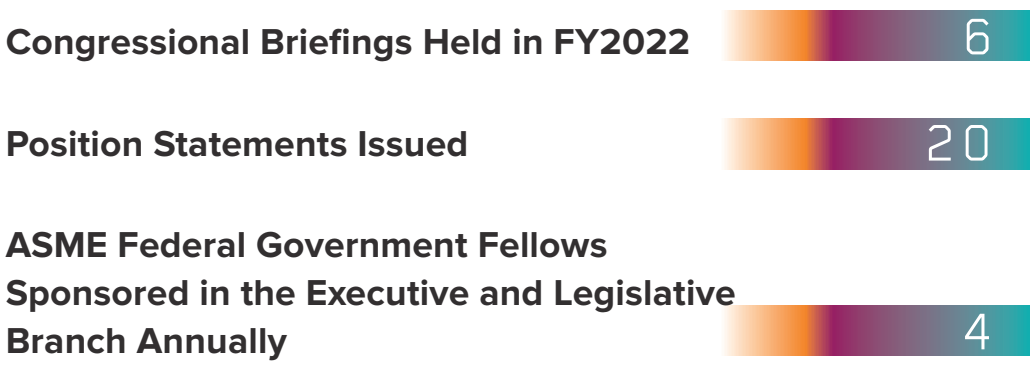 Congressional Briefings Held in FY2022 6
Position Statements Issued 20
ASME Federal Government Fellows
Sponsored in the Executive and Legislative
Branch Annually 4